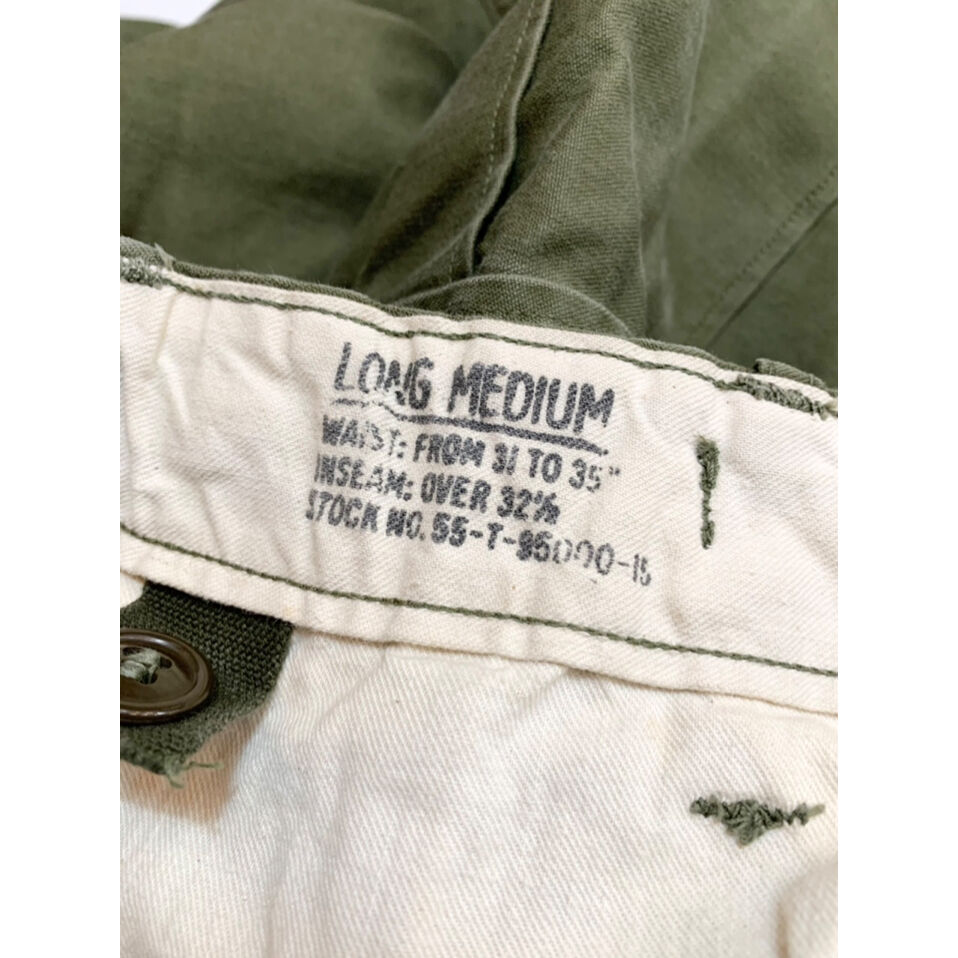 LONG MEDIUM
WAIST: FROM 31 TO 35"
INSEAM: OVER 32½
STOCK NO. 55-T-95000-15